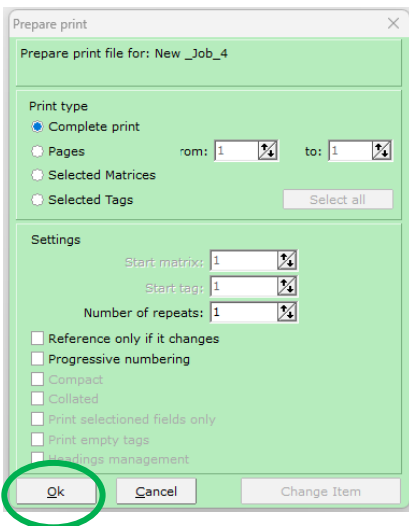 Prepare print
Prepare print file for: New _Job_4
Print type
Complete print
Pages rom: 1 to: 1
Selected Matrices
Selected Tags Select all
Settings
Start matrix: 1
Start tag: 1
Number of repeats: 1
Reference only if it changes
Progressive numbering
Compact
Collated
Print selectioned fields only
Print empty tags
Headings management
Ok Cancel Change Item